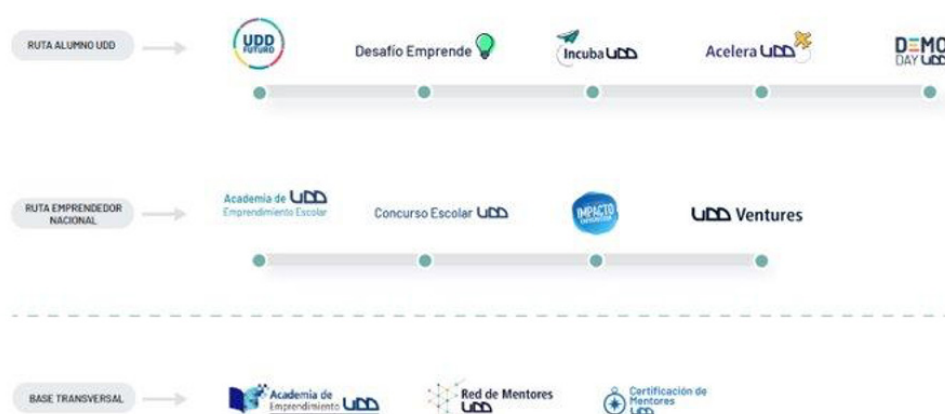 RUTA ALUMNO UDD
UDD
FUTURO
Desafío Emprende
Incuba UDD
Acelera UDD
DEMO
DAY UDD
RUTA EMPRENDEDOR
NACIONAL
Academia de UDD
Emprendimiento Escolar
Concurso Escolar UDD
IMPACTO
UDD Ventures
BASE TRANSVERSAL
Academia de
Emprendimiento UDD
Red de Mentores
UDD
Certificación de
Mentores
UDD